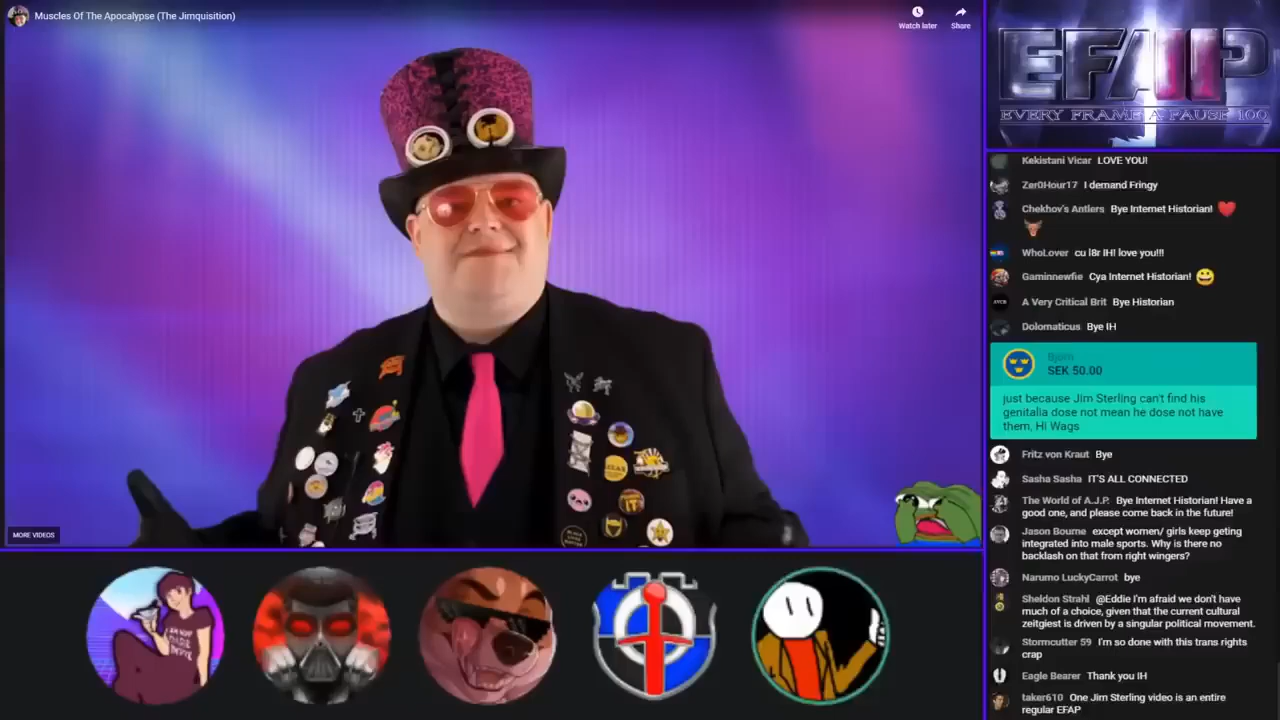 Muscles Of The Apocalypse (The Jimquisition)
Watch later
Share
MORE VIDEOS
EFAP
EVERY FRAME A PAUSE 100
Kekistani Vicar LOVE YOU!
Zer0Hour17 I demand Fringy
Chekhov's Antlers Bye Internet Historian! ❤️
WhoLover cu l8r IH! love you!!!
Gaminnewfie Cya Internet Historian! 😀
A Very Critical Brit Bye Historian
Dolomaticus Bye IH
Bjorn
SEK 50.00
just because Jim Sterling can't find his
genitalia dose not mean he dose not have
them, Hi Wags
Fritz von Kraut Bye
Sasha Sasha IT'S ALL CONNECTED
The World of A.J.P. Bye Internet Historian! Have a
good one, and please come back in the future!
Jason Bourne except women/ girls keep geting
integrated into male sports. Why is there no
backlash on that from right wingers?
Narumo LuckyCarrot bye
Sheldon Strahl @Eddie I'm afraid we don't have
much of a choice, given that the current cultural
zeitgiest is driven by a singular political movement.
Stormcutter 59 I'm so done with this trans rights
crap
Eagle Bearer Thank you IH
taker610 One Jim Sterling video is an entire
regular EFAP